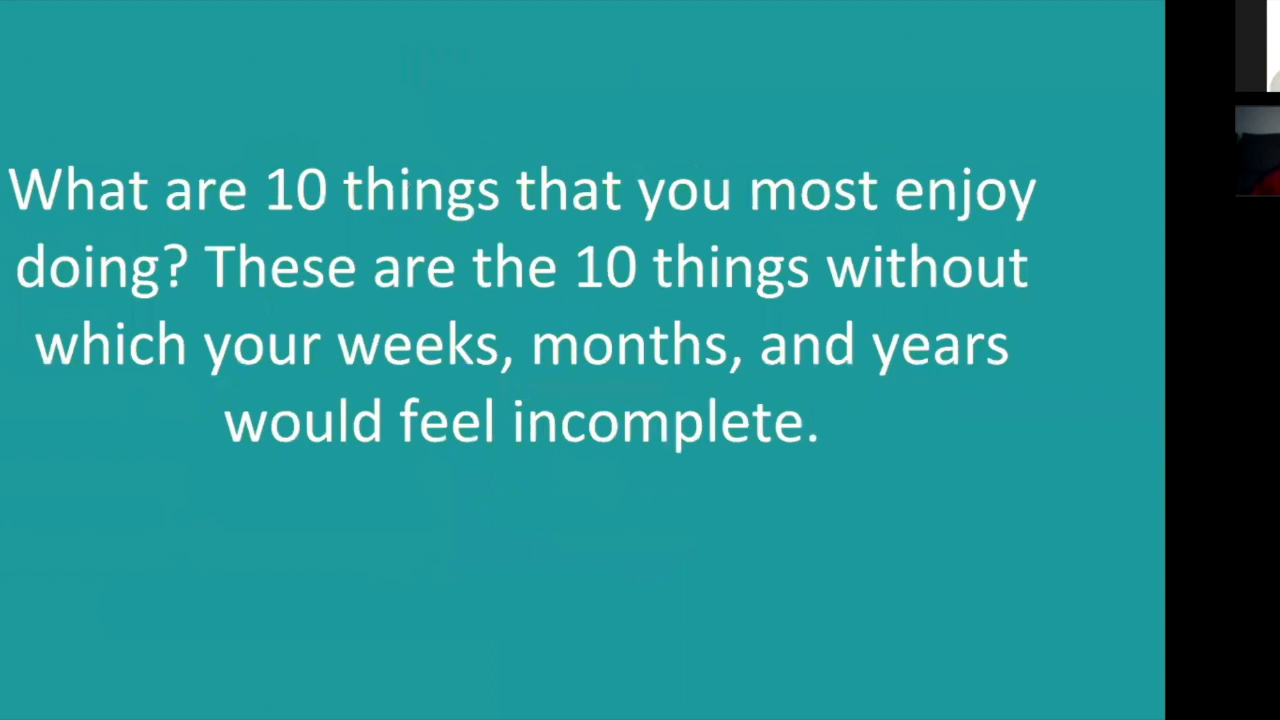 What are 10 things that you most enjoy
doing? These are the 10 things without
which your weeks, months, and years
would feel incomplete.